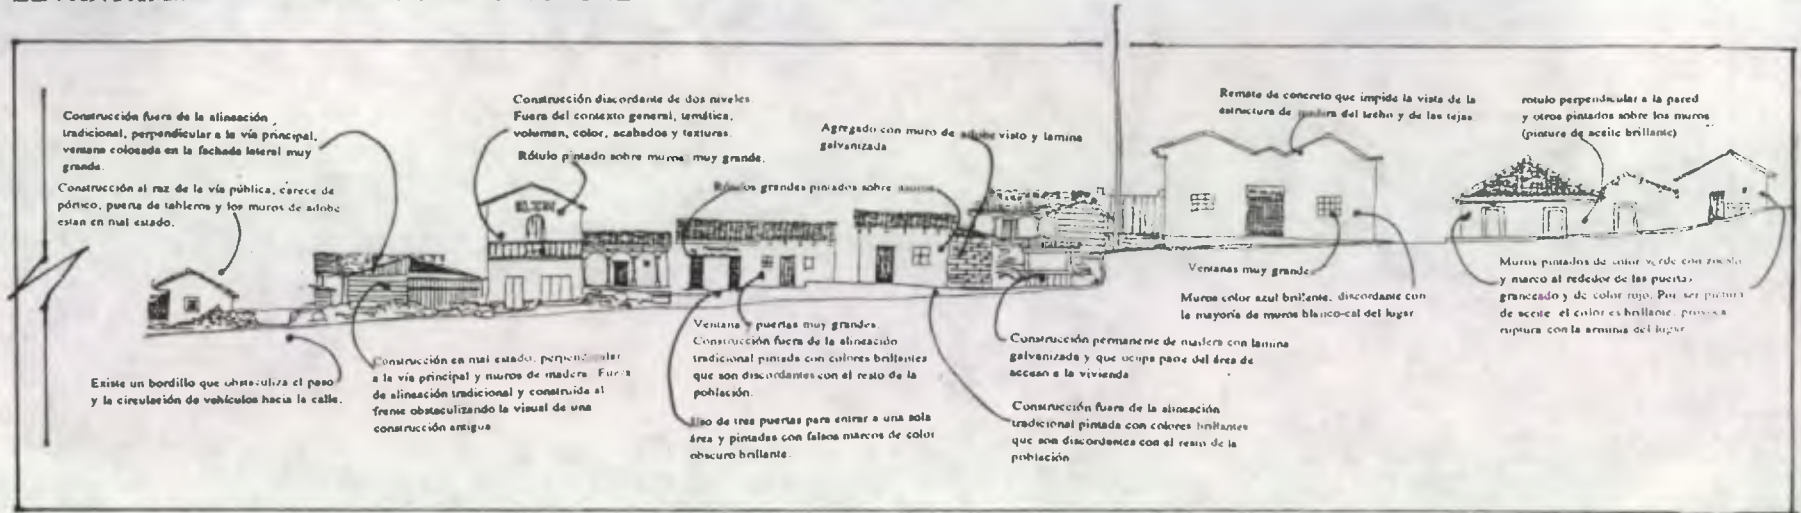 Construcción fuera de la alineación
tradicional, perpendicular a la vía principal,
ventana colocada en la fachada lateral muy
grande.
Construcción al raz de la vía pública, carece de
pórtico, puerta de tableros y los muros de adobe
estan en mal estado.
Existe un bordillo que obstaculiza el paso
y la circulación de vehículos hacia la calle.
Construcción en mal estado, perpendicular
a la vía principal y muros de madera. Fuera
de alineación tradicional y construida al
frente obstaculizando la visual de una
construcción antigua
Construcción discordante de dos niveles.
Fuera del contexto general, temática,
volumen, color, acabados y texturas.
Rótulo pintado sobre muros muy grande.
Rótulos grandes pintados sobre muros
Agregado con muro de adobe visto y lamina
galvanizada
Ventanas y puertas muy grandes.
Construcción fuera de la alineación
tradicional pintada con colores brillantes
que son discordantes con el resto de la
población.
Uso de tres puertas para entrar a una sola
área y pintadas con falsos marcos de color
obscuro brillante.
Construcción permanente de madera con lamina
galvanizada y que ocupa parte del área de
acceso a la vivienda
Construcción fuera de la alineación
tradicional pintada con colores brillantes
que son discordantes con el resto de la
población
Remate de concreto que impide la vista de la
estructura de madera del techo y de las tejas
Ventanas muy grande
Muros color azul brillante, discordante con
la mayoría de muros blanco-cal del lugar
rotulo perpendicular a la pared
y otros pintados sobre los muros
(pintura de aceite brillante)
Muros pintados de color verde con zocalo
y marco al rededor de las puertas
granceado y de color rojo. Por ser pintura
de aceite el color es brillante, provoca
ruptura con la armonia del lugar